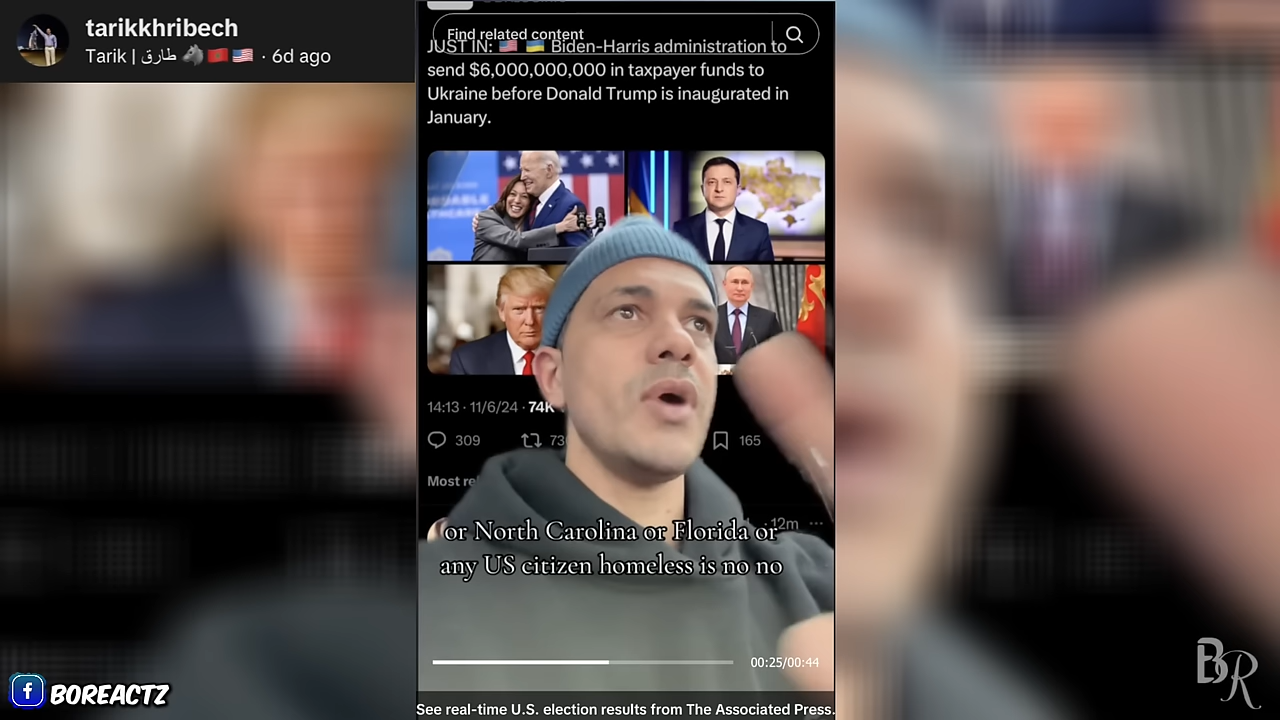 tarikkhribech
Tarik | طارق 🐴🇲🇦🇺🇸 · 6d ago
Find related content
JUST IN: 🇺🇸 🇺🇦 Biden-Harris administration to
send $6,000,000,000 in taxpayer funds to
Ukraine before Donald Trump is inaugurated in
January.
14:13 · 11/6/24 · 74K
309 73 165
Most re
12m ...
or North Carolina or Florida or
any US citizen homeless is no no
00:25/00:44
See real-time U.S. election results from The Associated Press.
f BOREACTZ
BR